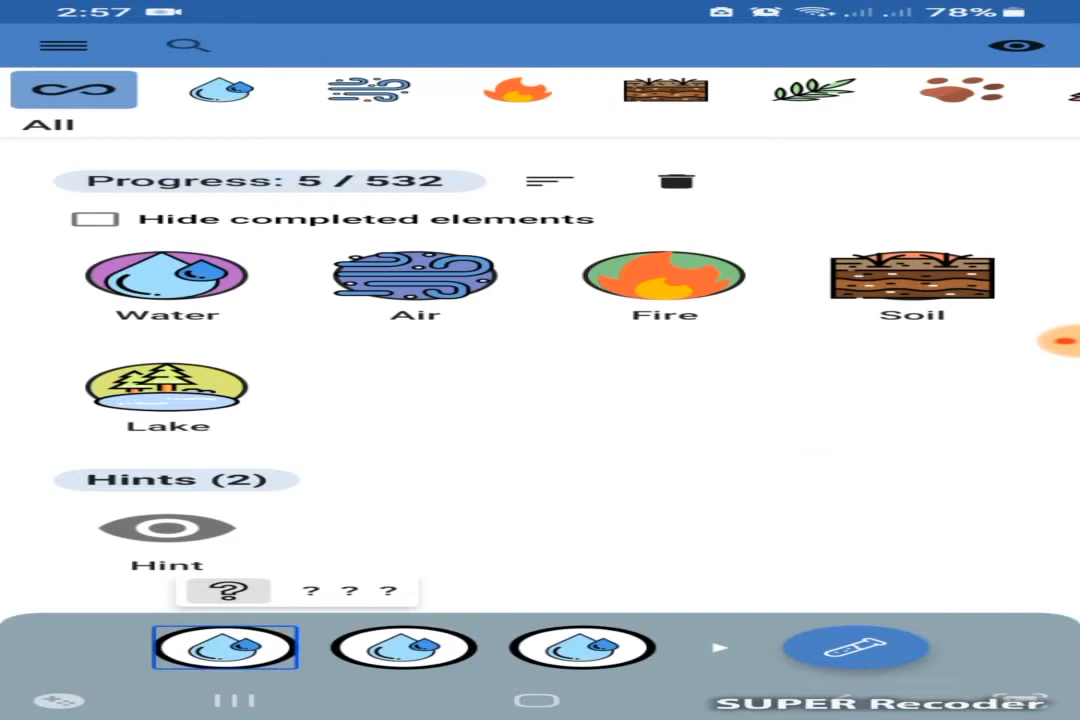 2:57 78%
All
Progress: 5 / 532
Hide completed elements
Water Air Fire Soil
Lake
Hints (2)
Hint
? ? ? ?
SUPER Recoder